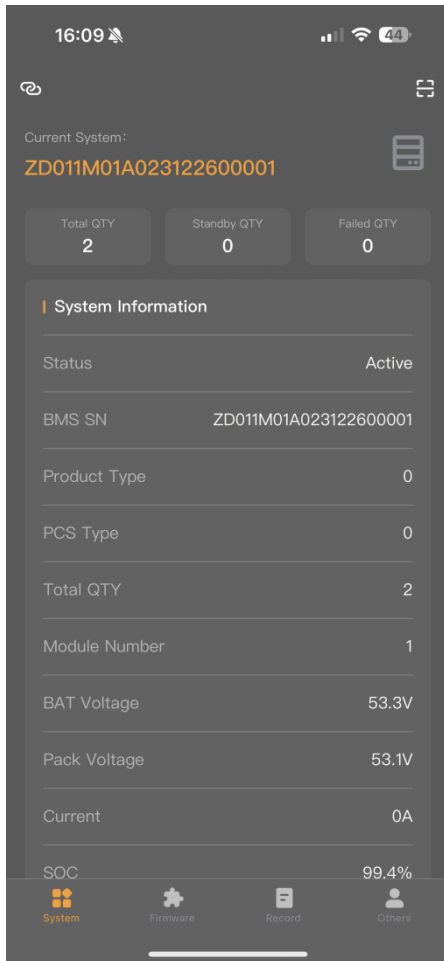 16:09
44
Current System:
ZD011M01A023122600001
Total QTY
2
Standby QTY
0
Failed QTY
0
System Information
Status Active
BMS SN ZD011M01A023122600001
Product Type 0
PCS Type 0
Total QTY 2
Module Number 1
BAT Voltage 53.3V
Pack Voltage 53.1V
Current 0A
SOC 99.4%
System
Firmware
Record
Others